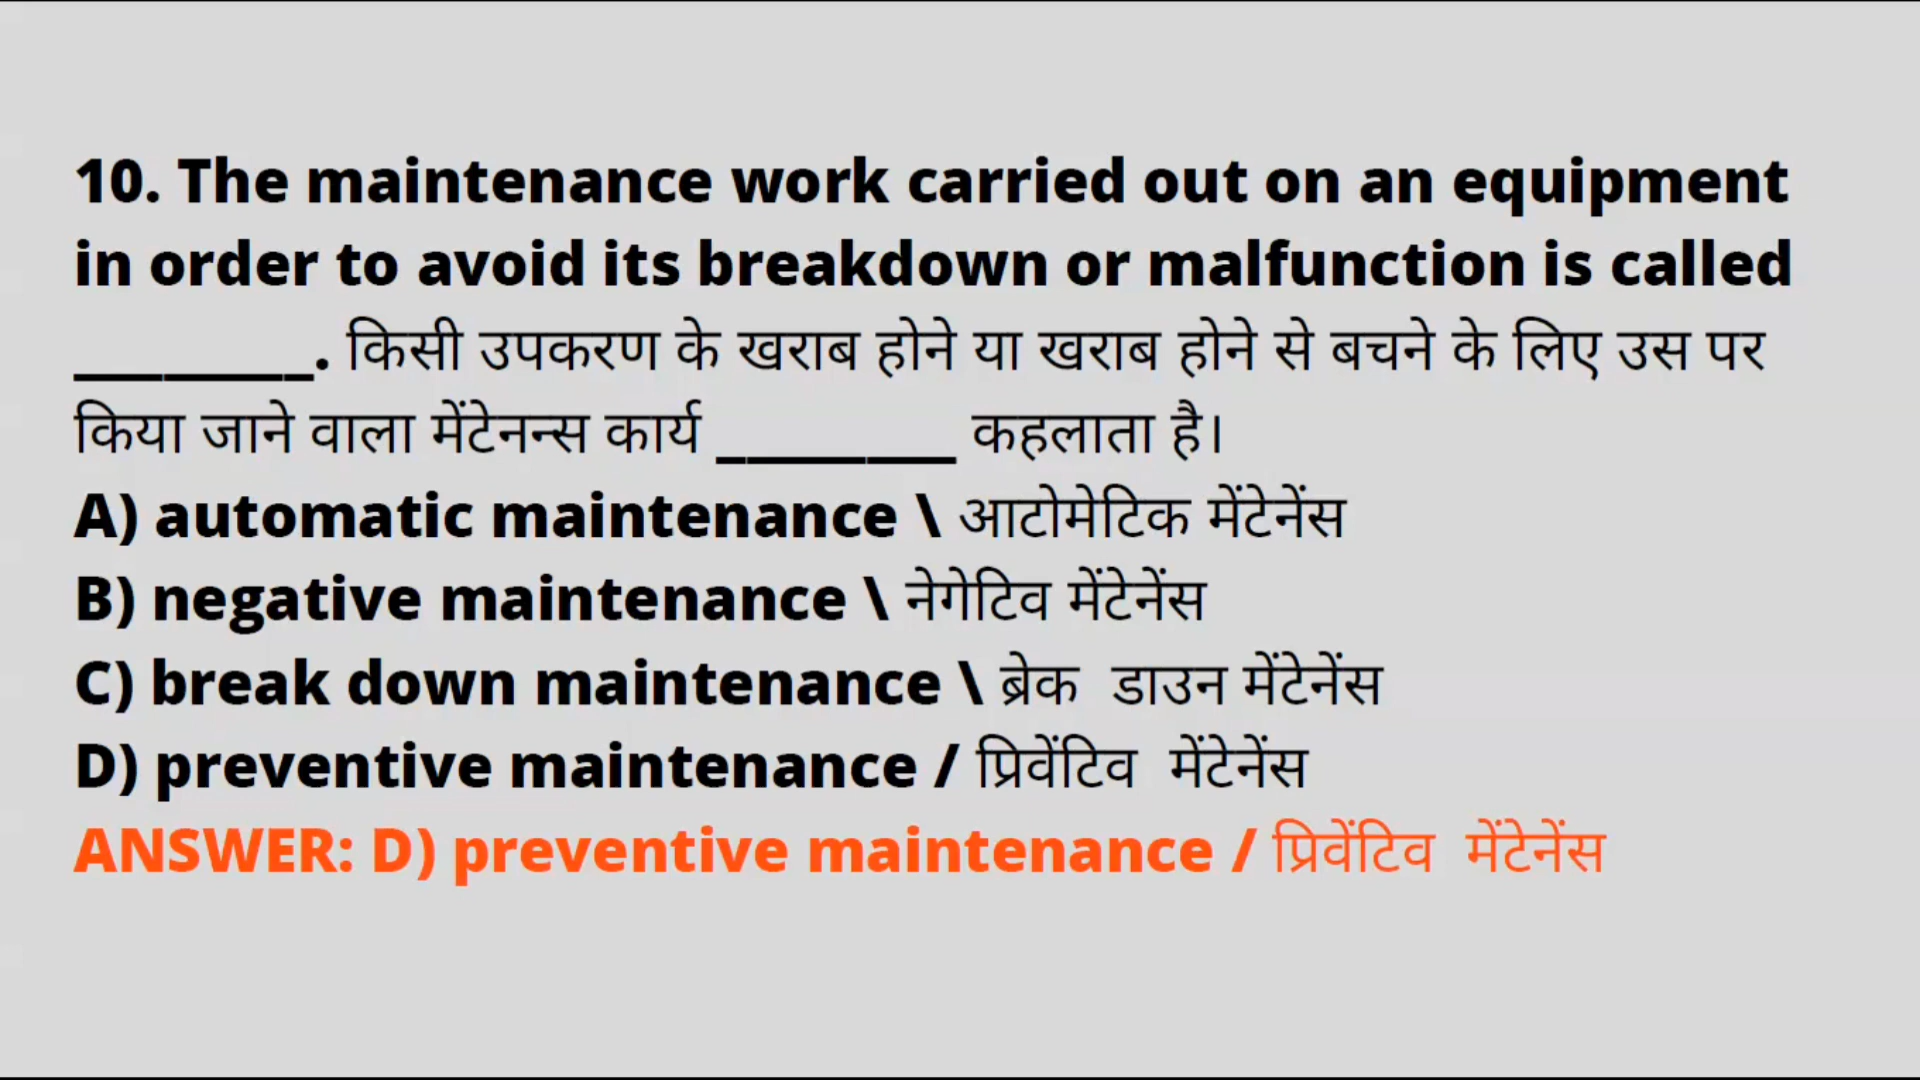 10. The maintenance work carried out on an equipment
in order to avoid its breakdown or malfunction is called
________. किसी उपकरण के खराब होने या खराब होने से बचने के लिए उस पर
किया जाने वाला मेंटेनन्स कार्य ________ कहलाता है।
A) automatic maintenance \ आटोमेटिक मेंटेनेंस
B) negative maintenance \ नेगेटिव मेंटेनेंस
C) break down maintenance \ ब्रेक डाउन मेंटेनेंस
D) preventive maintenance / प्रिवेंटिव मेंटेनेंस
ANSWER: D) preventive maintenance / प्रिवेंटिव मेंटेनेंस